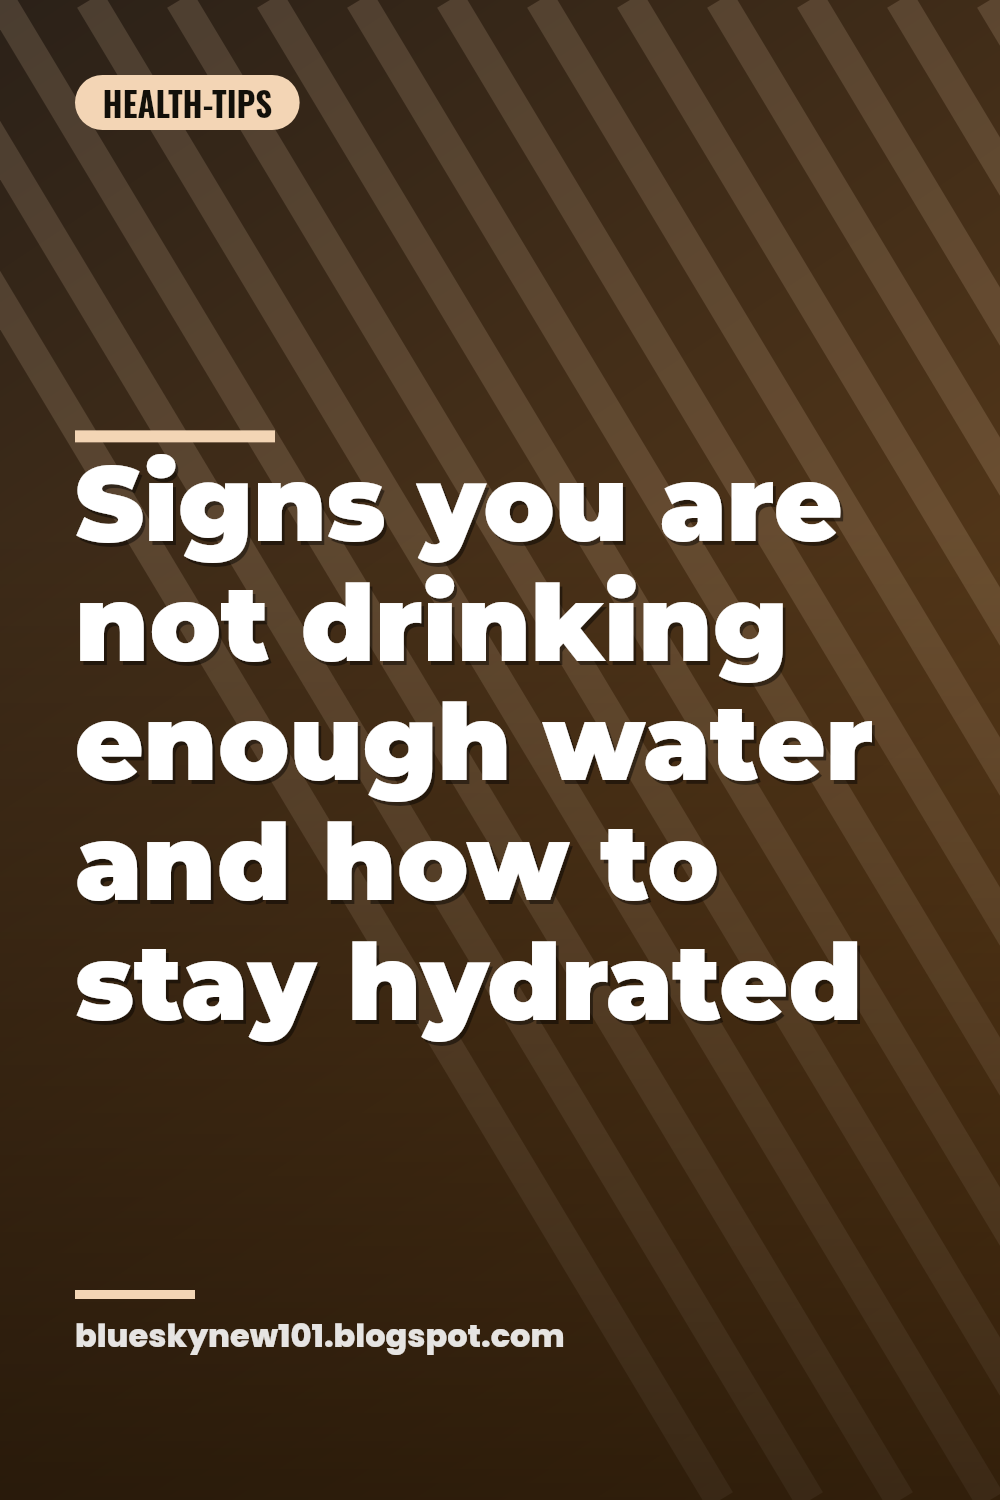 HEALTH-TIPS
Signs you are
not drinking
enough water
and how to
stay hydrated
blueskynew101.blogspot.com